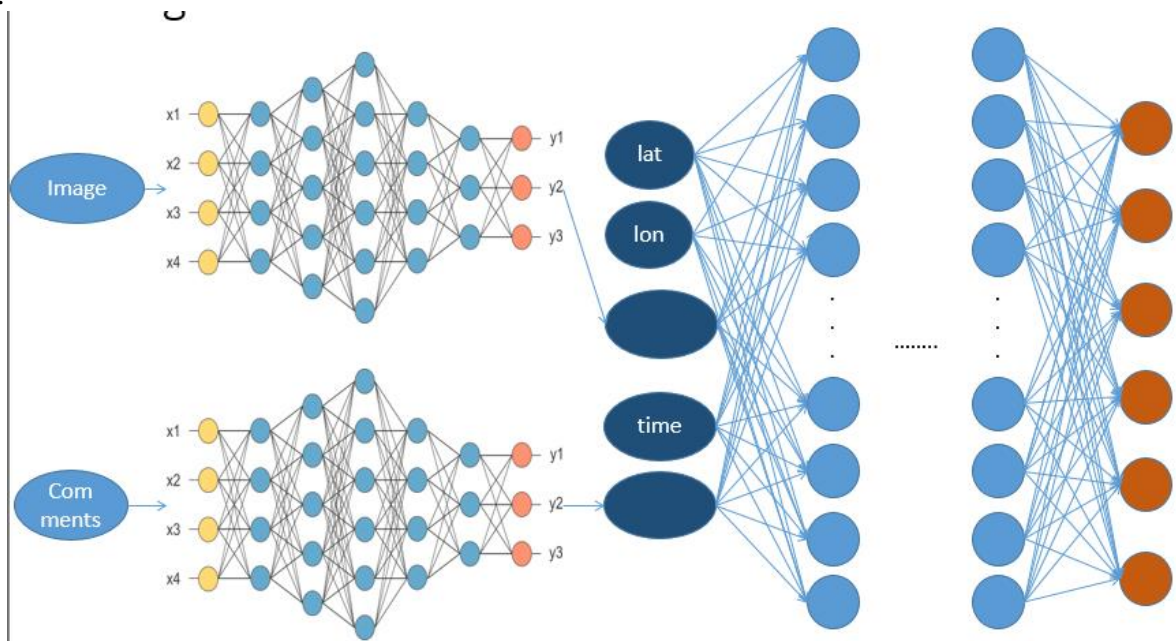 Image
x1
x2
x3
x4
y1
y2
y3
Com
ments
x1
x2
x3
x4
y1
y2
y3
lat
lon
time
........